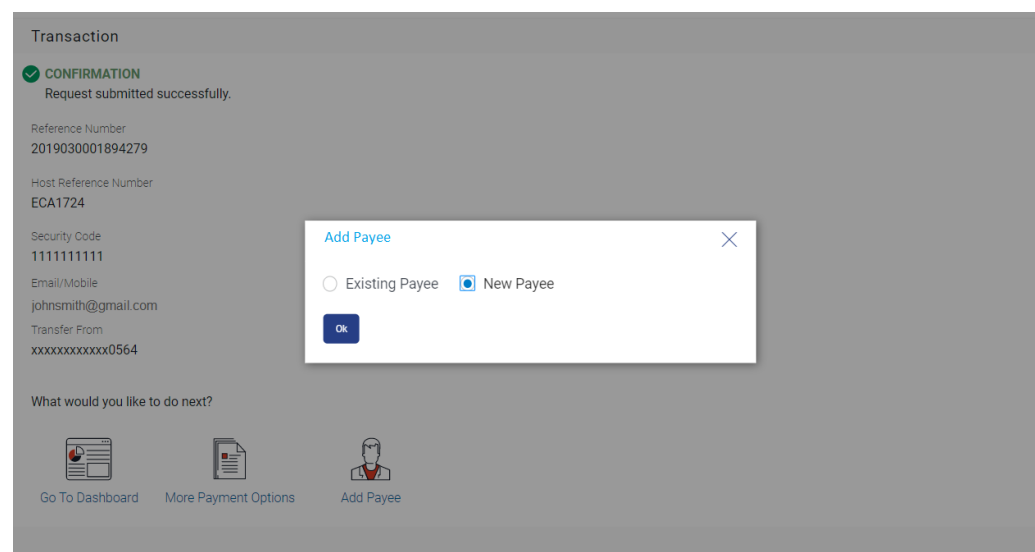 Transaction
CONFIRMATION
Request submitted successfully.
Reference Number
2019030001894279
Host Reference Number
ECA1724
Security Code
1111111111
Email/Mobile
johnsmith@gmail.com
Transfer From
xxxxxxxxxxxx0564
Add Payee
Existing Payee New Payee
Ok
What would you like to do next?
Go To Dashboard More Payment Options Add Payee